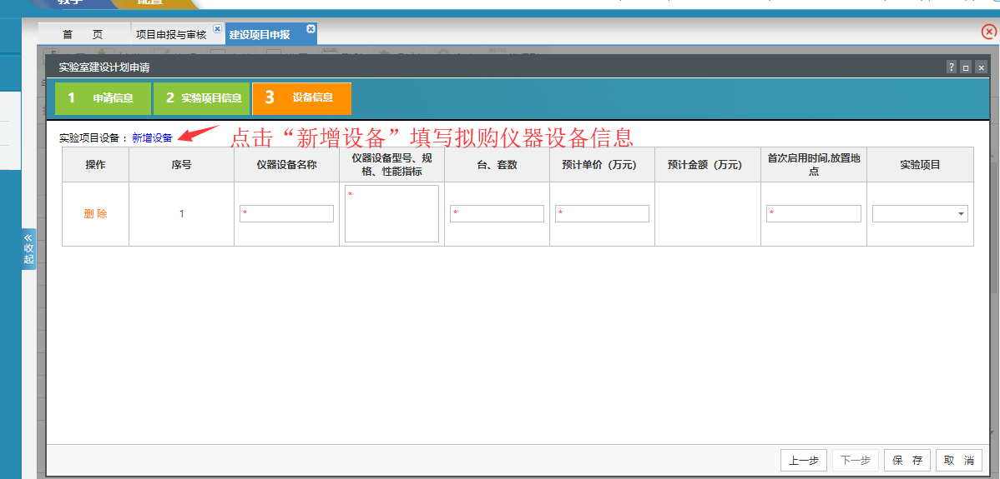 教学 配置
首 页 项目申报与审核 建设项目申报
实验室建设计划申请
1 申请信息 2 实验项目信息 3 设备信息
实验项目设备： 新增设备 点击“新增设备”填写拟购仪器设备信息
操作 序号 仪器设备名称 仪器设备型号、规 台、套数 预计单价（万元） 预计金额（万元） 首次启用时间,放置地 实验项目
格、性能指标 点
删 除 1 * * * * *
«
收
起
上一步 下一步 保 存 取 消